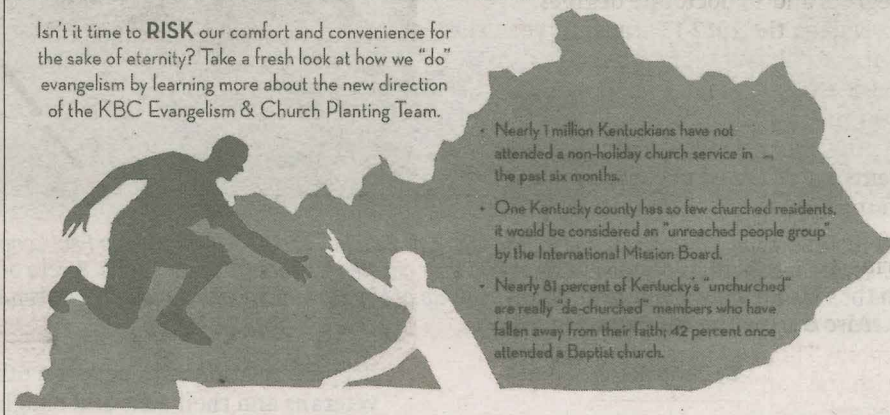 Isn't it time to RISK our comfort and convenience for
the sake of eternity? Take a fresh look at how we "do"
evangelism by learning more about the new direction
of the KBC Evangelism & Church Planting Team.
• Nearly 1 million Kentuckians have not
attended a non-holiday church service in
the past six months.
• One Kentucky county has so few churched residents,
it would be considered an "unreached people group"
by the International Mission Board.
• Nearly 81 percent of Kentucky's "unchurched"
are really "de-churched" members who have
fallen away from their faith; 42 percent once
attended a Baptist church.